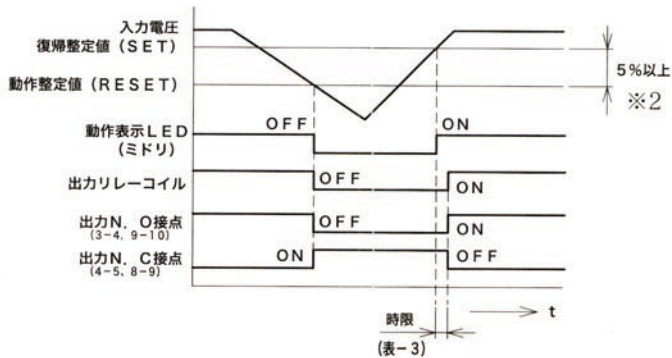 入力電圧
復帰整定値(SET)
動作整定値(RESET)
5%以上
※2
動作表示LED
(ミドリ)
OFF
ON
出力リレーコイル
OFF
ON
出力N.O接点
(3-4, 9-10)
OFF
ON
出力N.C接点
(4-5, 8-9)
ON
OFF
時限
(表-3)
t